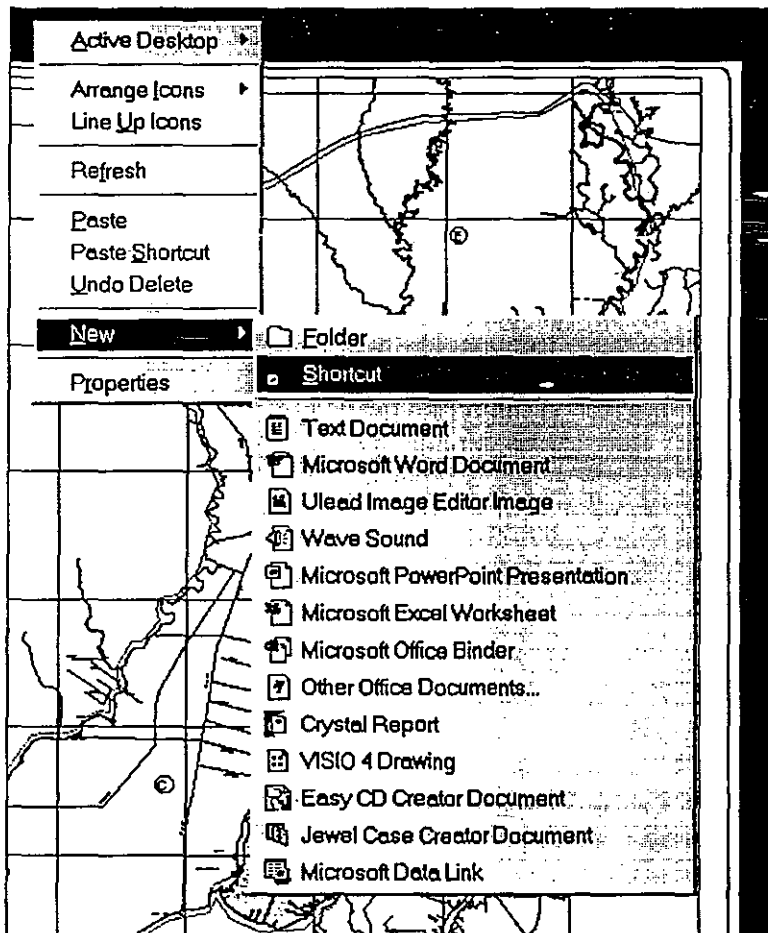 Active Desktop
Arrange Icons
Line Up Icons
Refresh
Paste
Paste Shortcut
Undo Delete
New
Properties
Folder
Shortcut
Text Document
Microsoft Word Document
Ulead Image Editor Image
Wave Sound
Microsoft PowerPoint Presentation
Microsoft Excel Worksheet
Microsoft Office Binder
Other Office Documents...
Crystal Report
VISIO 4 Drawing
Easy CD Creator Document
Jewel Case Creator Document
Microsoft Data Link
E
C